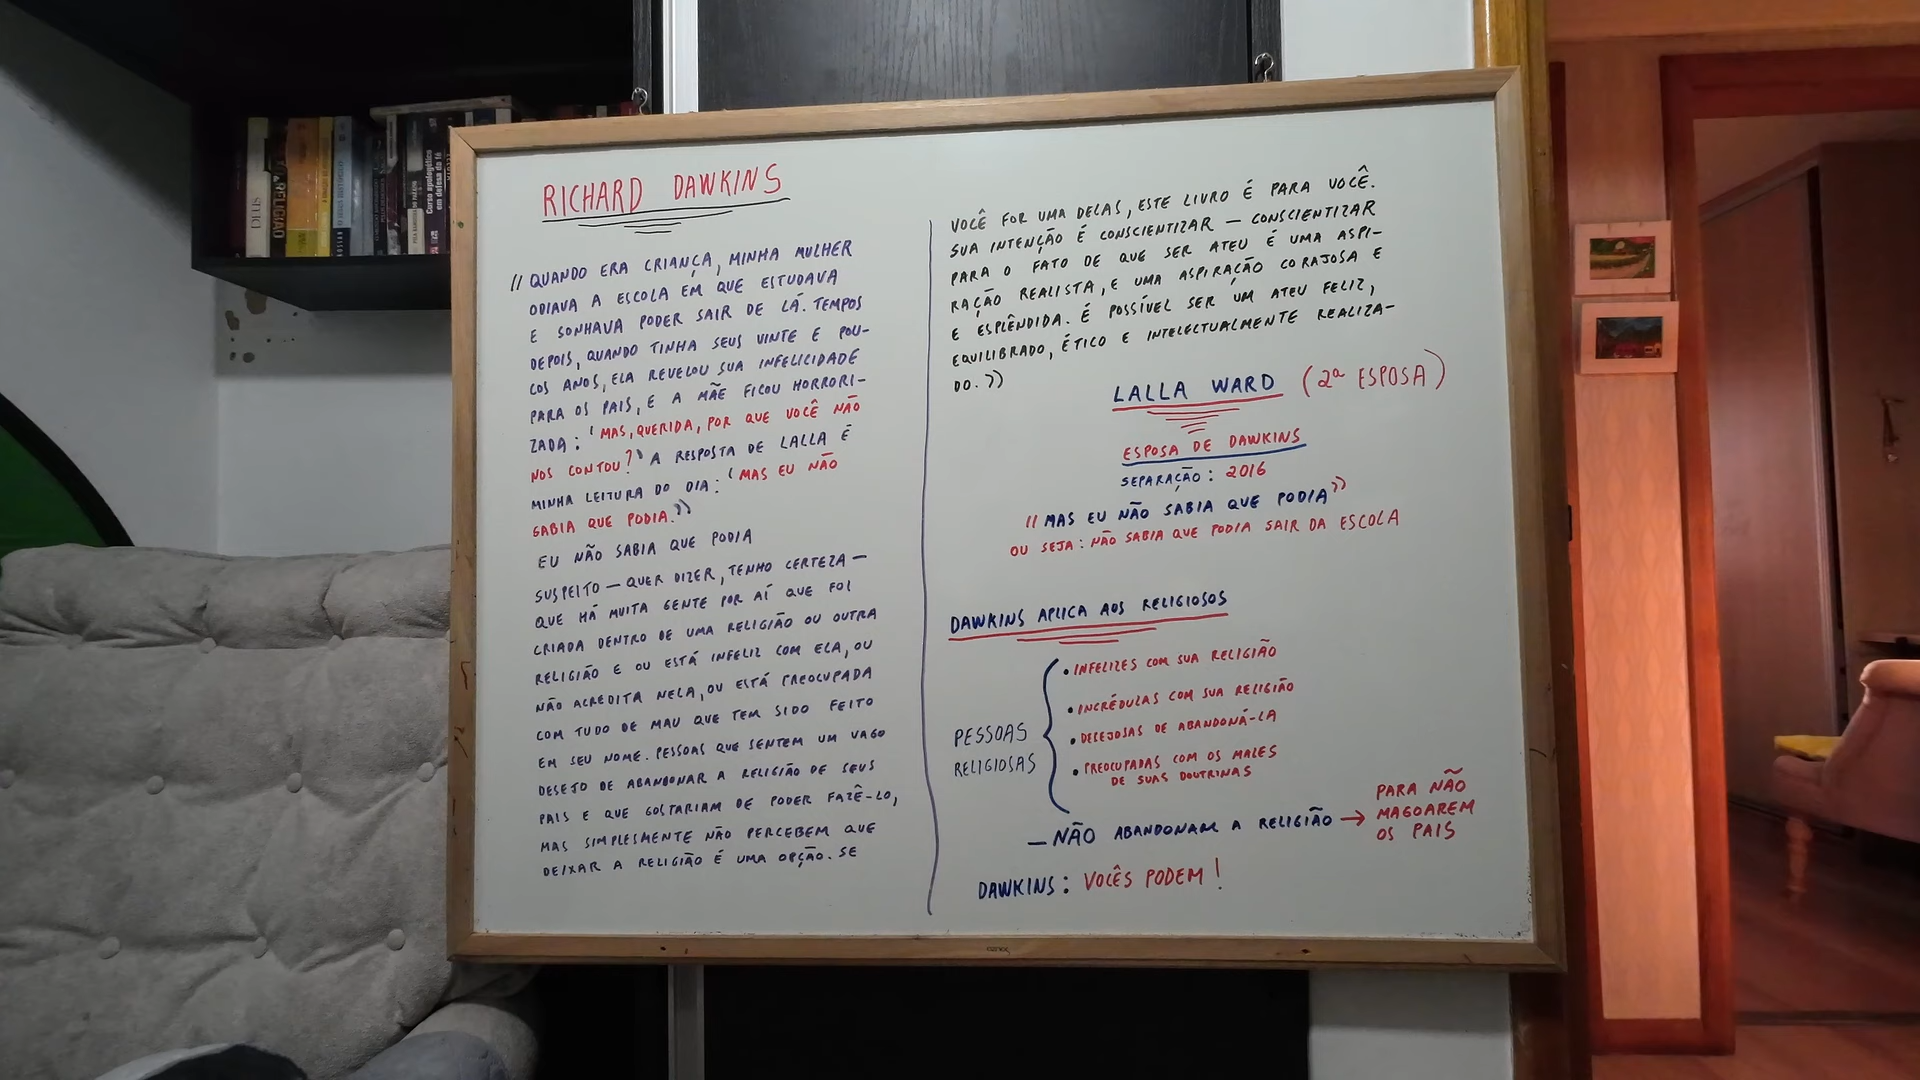 RICHARD DAWKINS
" QUANDO ERA CRIANÇA, MINHA MULHER
ODIAVA A ESCOLA EM QUE ESTUDAVA
E SONHAVA PODER SAIR DE LÁ. TEMPOS
DEPOIS, QUANDO TINHA SEUS VINTE E POU-
COS ANOS, ELA REVELOU SUA INFELICIDADE
PARA OS PAIS, E A MÃE FICOU HORRORI-
ZADA: 'MAS, QUERIDA, POR QUE VOCÊ NÃO
NOS CONTOU?' A RESPOSTA DE LALLA É
MINHA LEITURA DO DIA: 'MAS EU NÃO
SABIA QUE PODIA.'"
EU NÃO SABIA QUE PODIA
SUSPEITO — QUER DIZER, TENHO CERTEZA —
QUE HÁ MUITA GENTE POR AÍ QUE FOI
CRIADA DENTRO DE UMA RELIGIÃO OU OUTRA
RELIGIÃO E OU ESTÁ INFELIZ COM ELA, OU
NÃO ACREDITA NELA, OU ESTÁ PREOCUPADA
COM TUDO DE MAU QUE TEM SIDO FEITO
EM SEU NOME. PESSOAS QUE SENTEM UM VAGO
DESEJO DE ABANDONAR A RELIGIÃO DE SEUS
PAIS E QUE GOSTARIAM DE PODER FAZÊ-LO,
MAS SIMPLESMENTE NÃO PERCEBEM QUE
DEIXAR A RELIGIÃO É UMA OPÇÃO. SE
VOCÊ FOR UMA DELAS, ESTE LIVRO É PARA VOCÊ.
SUA INTENÇÃO É CONSCIENTIZAR — CONSCIENTIZAR
PARA O FATO DE QUE SER ATEU É UMA ASPI-
RAÇÃO REALISTA, E UMA ASPIRAÇÃO CORAJOSA E
E ESPLÊNDIDA. É POSSÍVEL SER UM ATEU FELIZ,
EQUILIBRADO, ÉTICO E INTELECTUALMENTE REALIZA-
DO."
LALLA WARD (2ª ESPOSA)
ESPOSA DE DAWKINS
SEPARAÇÃO: 2016
" MAS EU NÃO SABIA QUE PODIA"
OU SEJA: NÃO SABIA QUE PODIA SAIR DA ESCOLA
DAWKINS APLICA AOS RELIGIOSOS
PESSOAS RELIGIOSAS
• INFELIZES COM SUA RELIGIÃO
• INCRÉDULAS COM SUA RELIGIÃO
• DESEJOSAS DE ABANDONÁ-LA
• PREOCUPADAS COM OS MALES
DE SUAS DOUTRINAS
— NÃO ABANDONAM A RELIGIÃO → PARA NÃO
MAGOAREM
OS PAIS
DAWKINS: VOCÊS PODEM!
DEUS
RELIGIÃO
Curso apologético
em defesa da fé